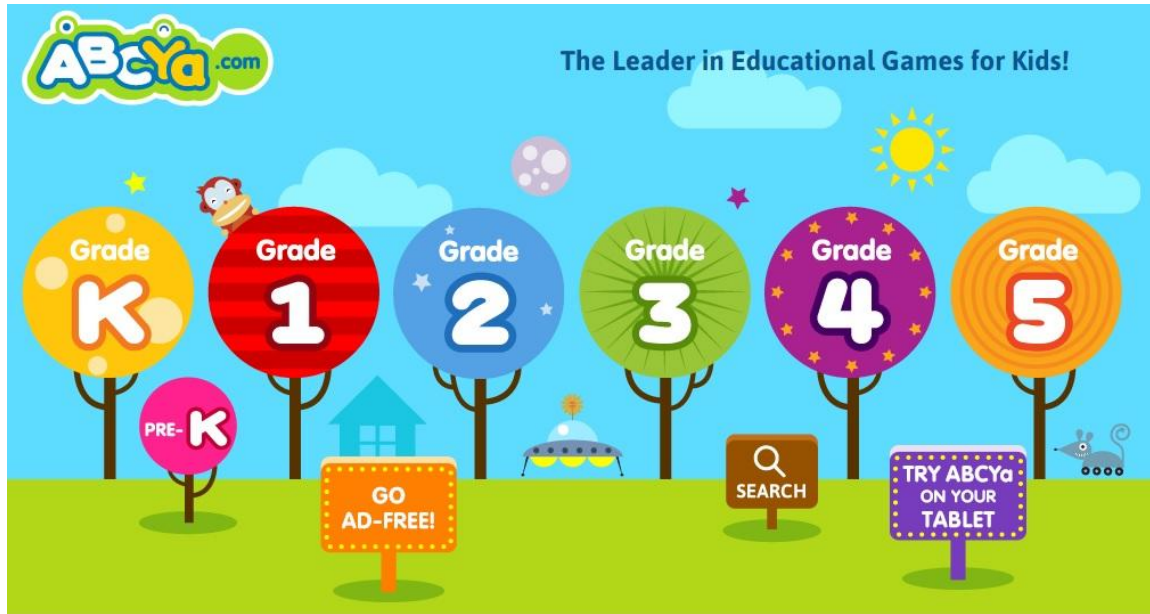 ABCYa.com
The Leader in Educational Games for Kids!
Grade
K
Grade
1
Grade
2
Grade
3
Grade
4
Grade
5
PRE-K
GO
AD-FREE!
SEARCH
TRY ABCYa
ON YOUR
TABLET